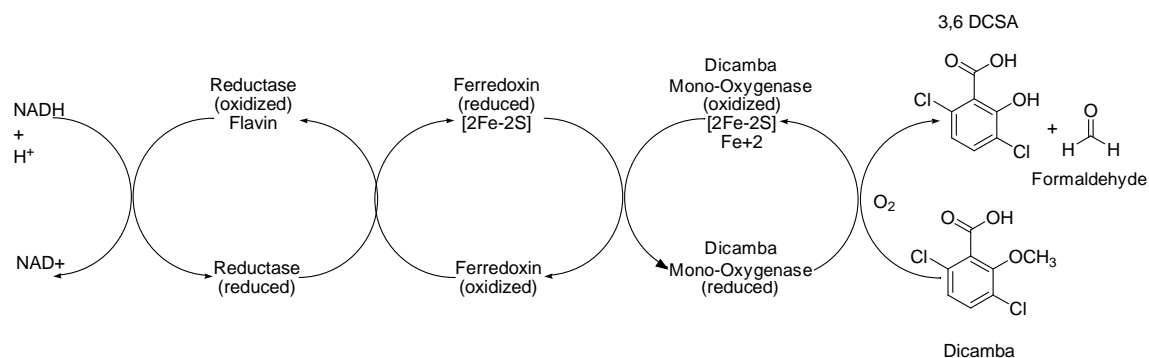 3,6 DCSA
O
OH
OH
Cl
Cl
+
O
H
H
Formaldehyde
NADH
+
H+
Reductase
(oxidized)
Flavin
Ferredoxin
(reduced)
[2Fe-2S]
Dicamba
Mono-Oxygenase
(oxidized)
[2Fe-2S]
Fe+2
O2
NAD+
Reductase
(reduced)
Ferredoxin
(oxidized)
Dicamba
Mono-Oxygenase
(reduced)
O
OH
Cl
OCH3
Cl
Dicamba